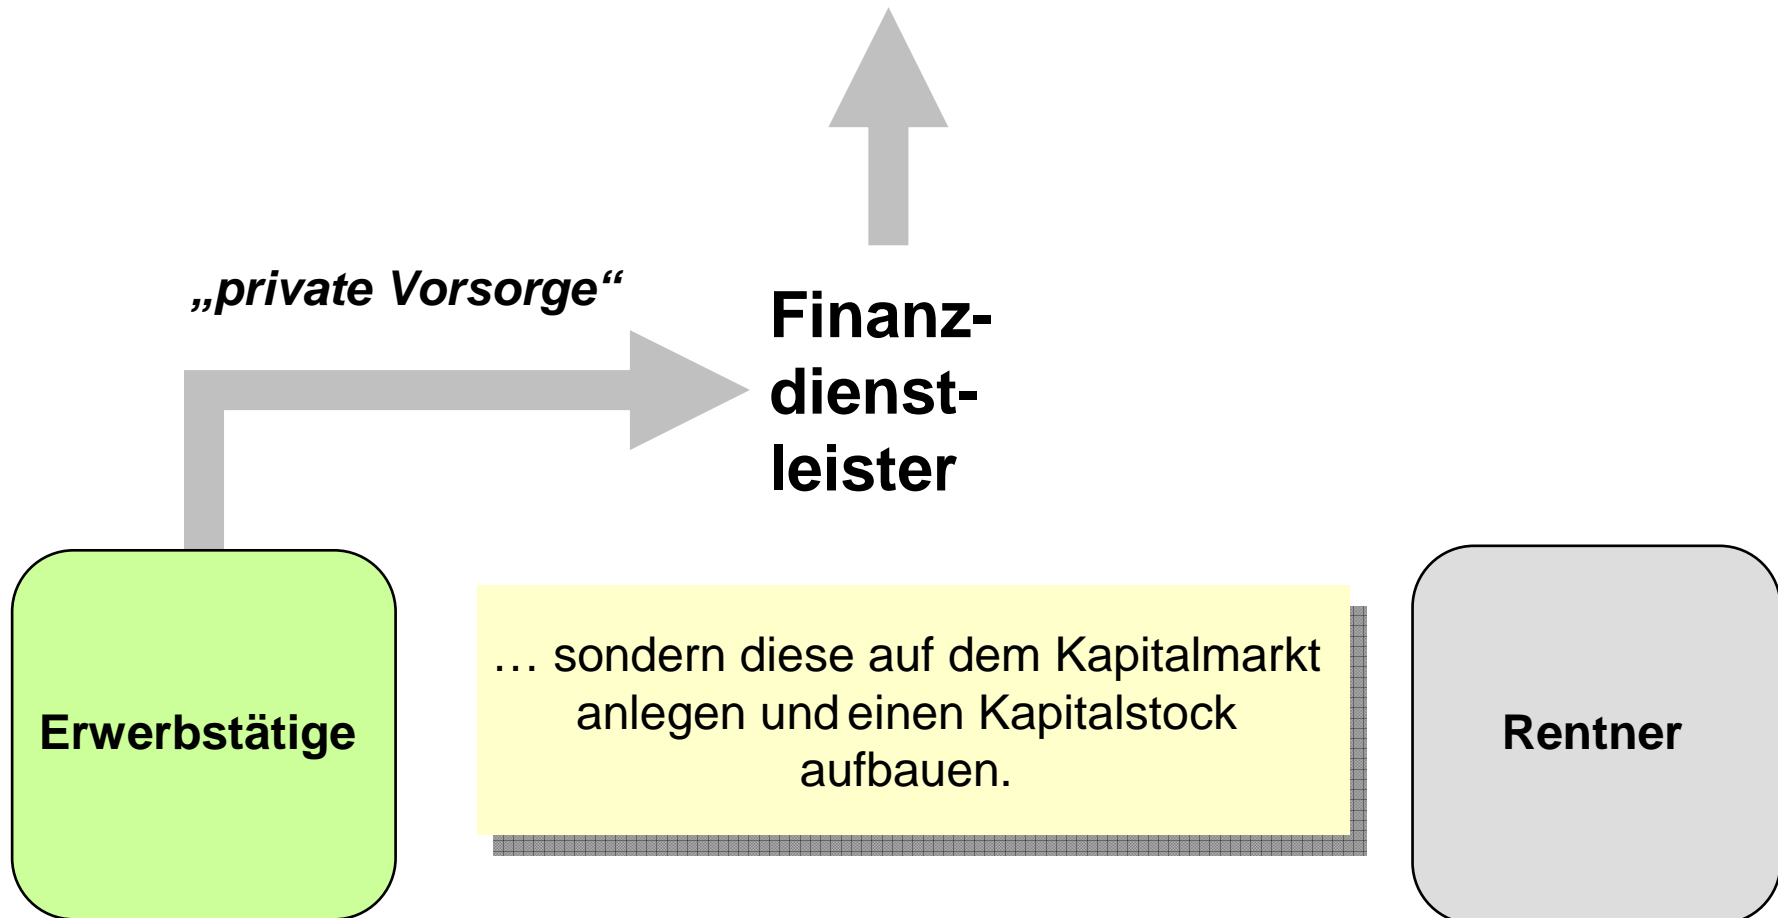 „private Vorsorge“
Finanz-
dienst-
leister
… sondern diese auf dem Kapitalmarkt
anlegen und einen Kapitalstock
aufbauen.
Erwerbstätige
Rentner